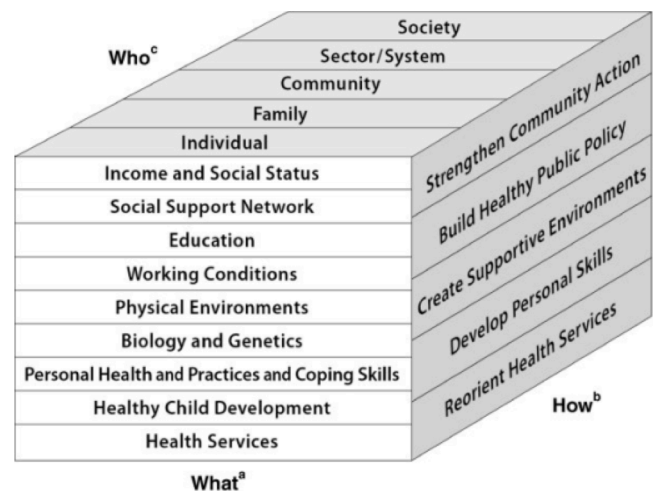 Society
Who^c
Sector/System
Community
Family
Individual
Income and Social Status
Social Support Network
Education
Working Conditions
Physical Environments
Biology and Genetics
Personal Health and Practices and Coping Skills
Healthy Child Development
Health Services
What^a
Strengthen Community Action
Build Healthy Public Policy
Create Supportive Environments
Develop Personal Skills
Reorient Health Services
How^b